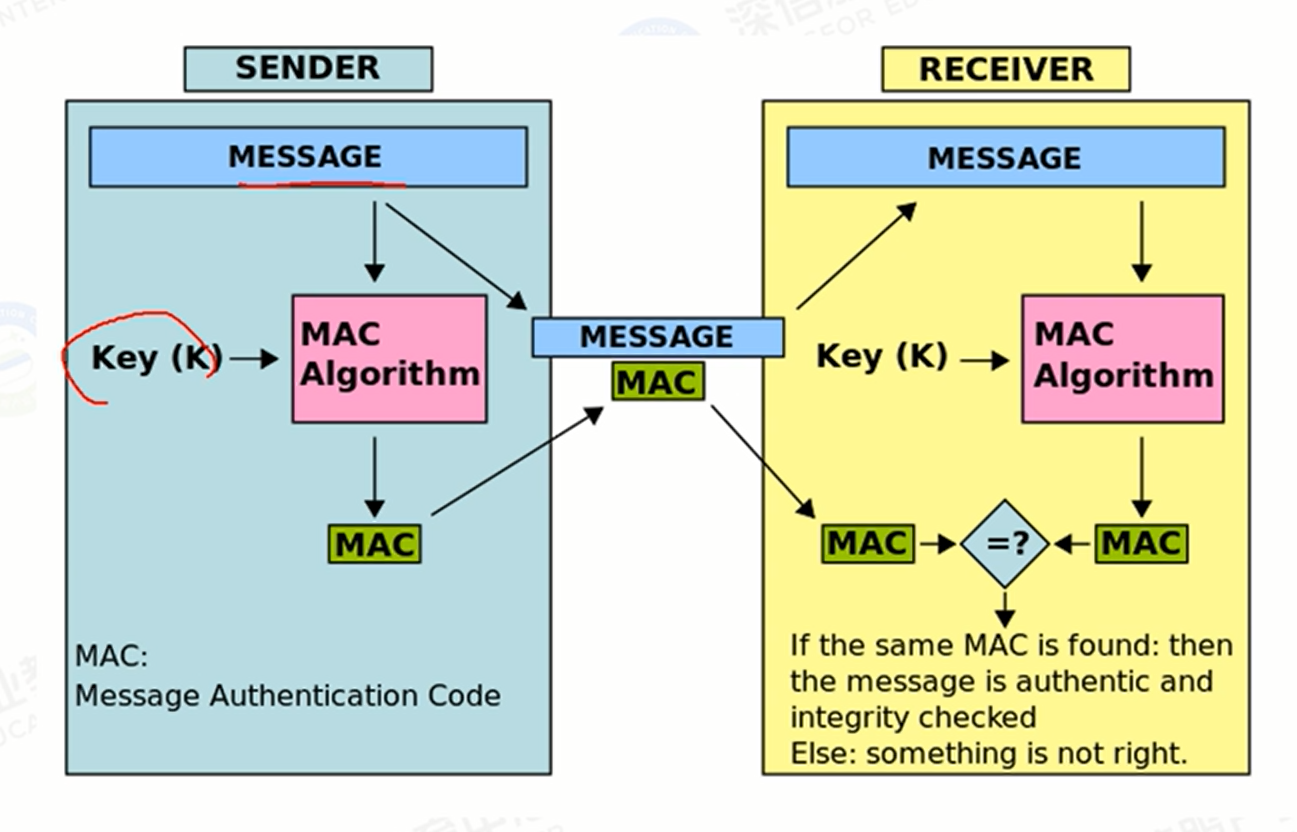 SENDER
RECEIVER
MESSAGE
MESSAGE
MAC
Algorithm
Key (K)
MESSAGE
MAC
Key (K)
MAC
Algorithm
MAC
MAC
=?
MAC
MAC:
Message Authentication Code
If the same MAC is found: then
the message is authentic and
integrity checked
Else: something is not right.